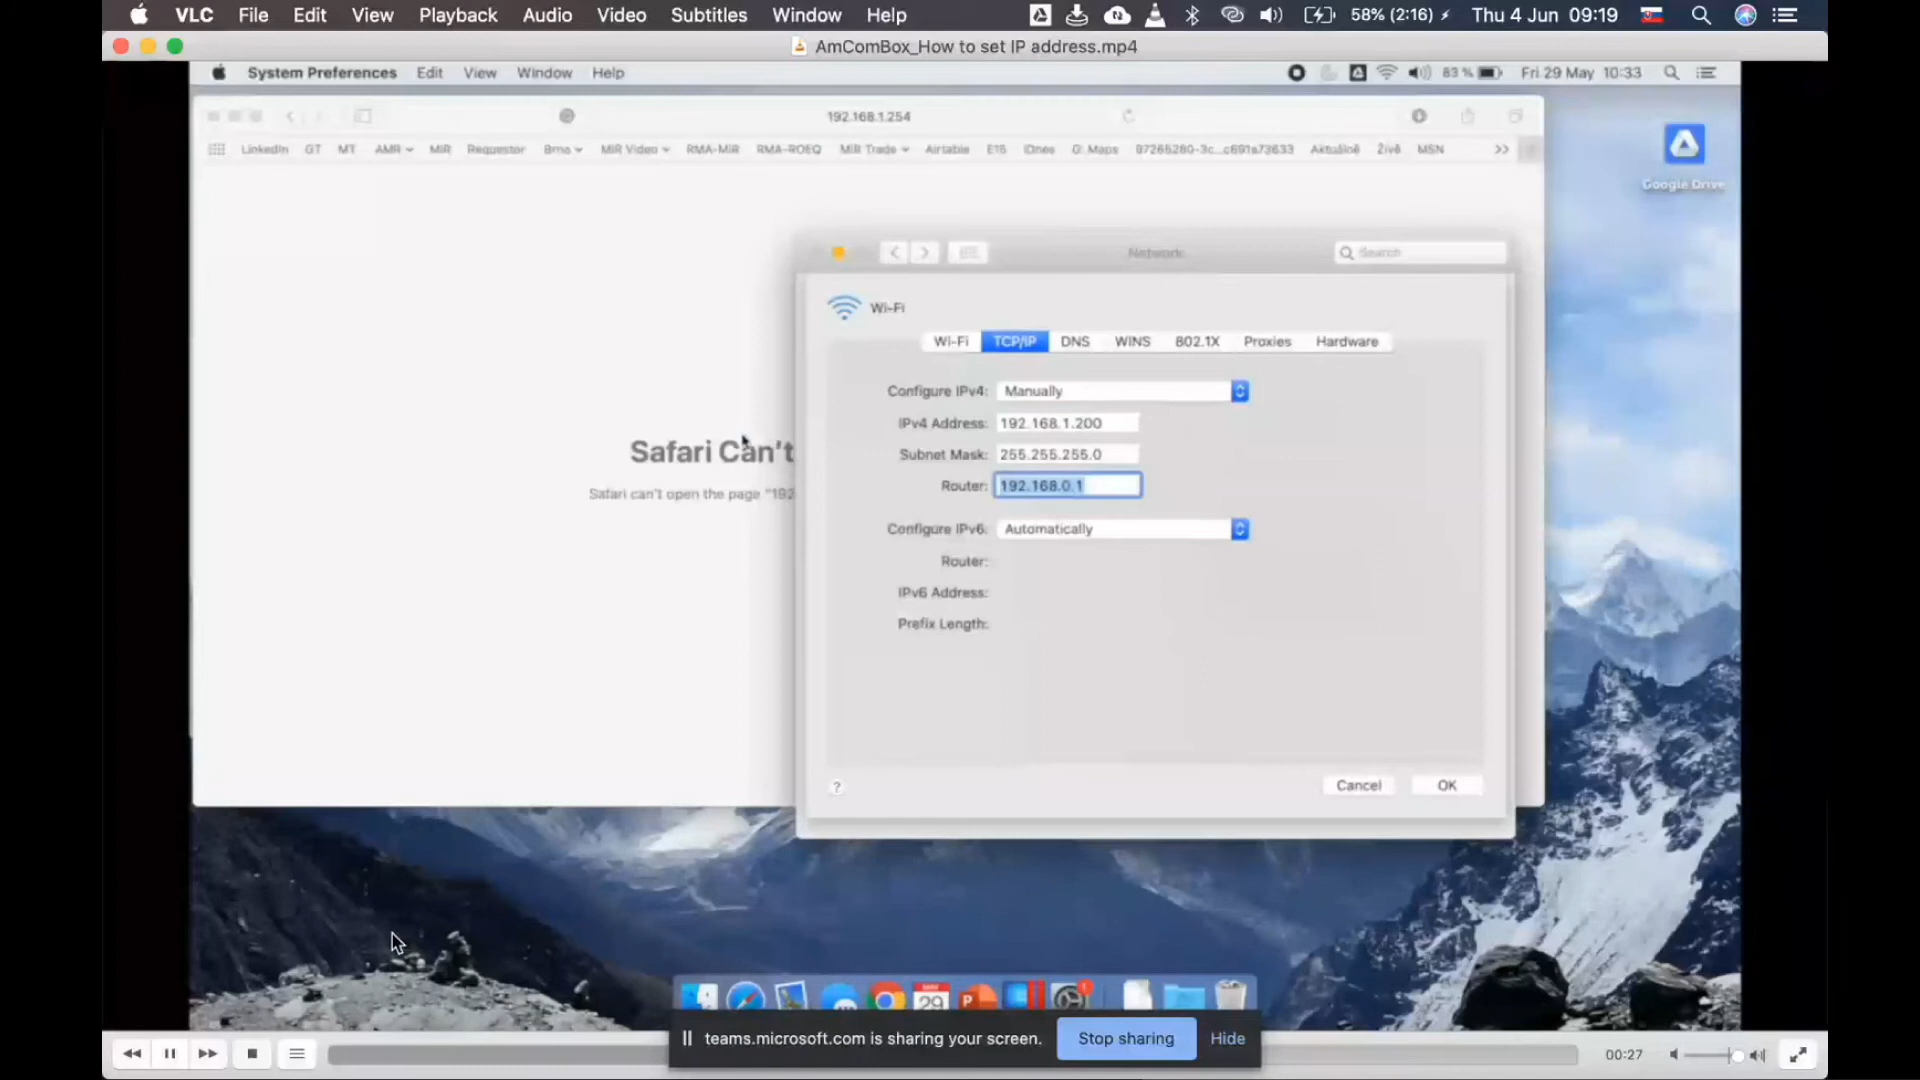 VLC File Edit View Playback Audio Video Subtitles Window Help 58% (2:16) Thu 4 Jun 09:19
AmComBox_How to set IP address.mp4
System Preferences Edit View Window Help 83 % Fri 29 May 10:33
192.168.1.254
LinkedIn GT MT AMR MiR Requestor Brno MiR Video RMA-MiR RMA-ROEQ MiR Trade Airtable E15 iDnes G. Maps 97265280-3c...c691a73633 Aktuálně Živě MSN >>
Google Drive
Network Search
Wi-Fi
Wi-Fi TCP/IP DNS WINS 802.1X Proxies Hardware
Configure IPv4: Manually
IPv4 Address: 192.168.1.200
Safari Can't
Subnet Mask: 255.255.255.0
Router: 192.168.0.1
Safari can't open the page "192
Configure IPv6: Automatically
Router:
IPv6 Address:
Prefix Length:
? Cancel OK
29
teams.microsoft.com is sharing your screen. Stop sharing Hide
00:27